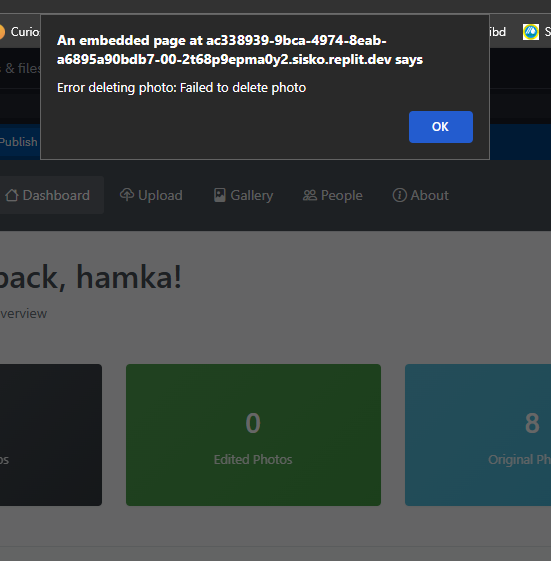 Curio
An embedded page at ac338939-9bca-4974-8eab-
a6895a90bdb7-00-2t68p9epma0y2.sisko.replit.dev says
Error deleting photo: Failed to delete photo
OK
ibd
S
s & files
Publish
Dashboard
Upload
Gallery
People
About
back, hamka!
verview
os
0
Edited Photos
8
Original Ph